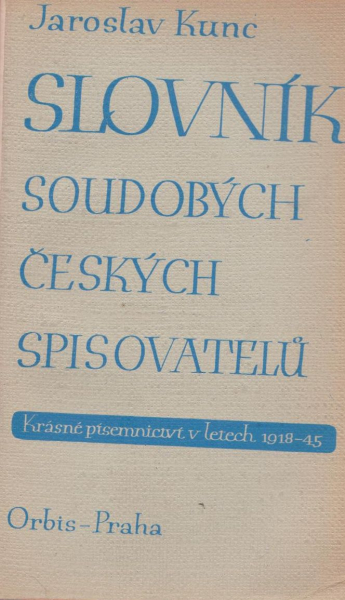 Jaroslav Kunc
SLOVNÍK
SOUDOBÝCH
ČESKÝCH
SPISOVATELŮ
Krásné písemnictví v letech 1918-45
Orbis-Praha